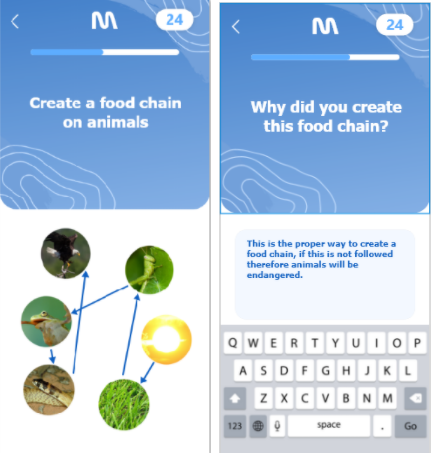 24
Create a food chain
on animals
24
Why did you create
this food chain?
This is the proper way to create a
food chain, if this is not followed
therefore animals will be
endangered.
Q W E R T Y U I O P
A S D F G H J K L
Z X C V B N M
123 space . Go